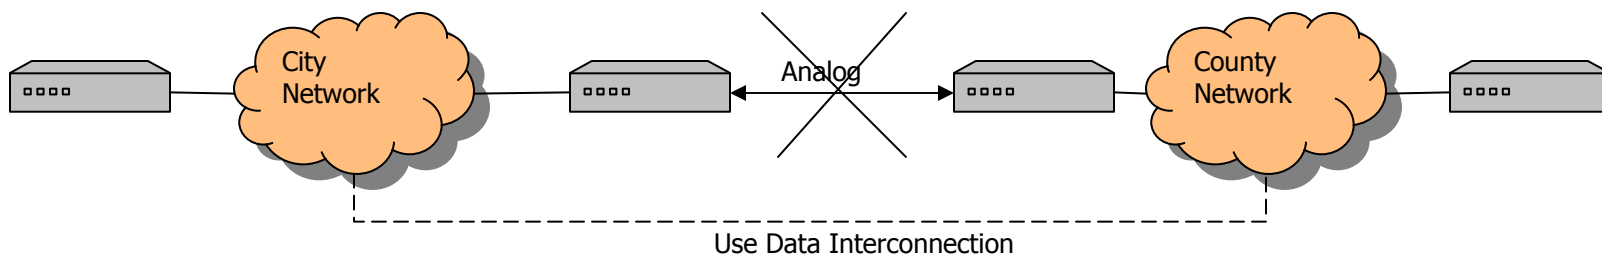 City
Network
Analog
County
Network
Use Data Interconnection